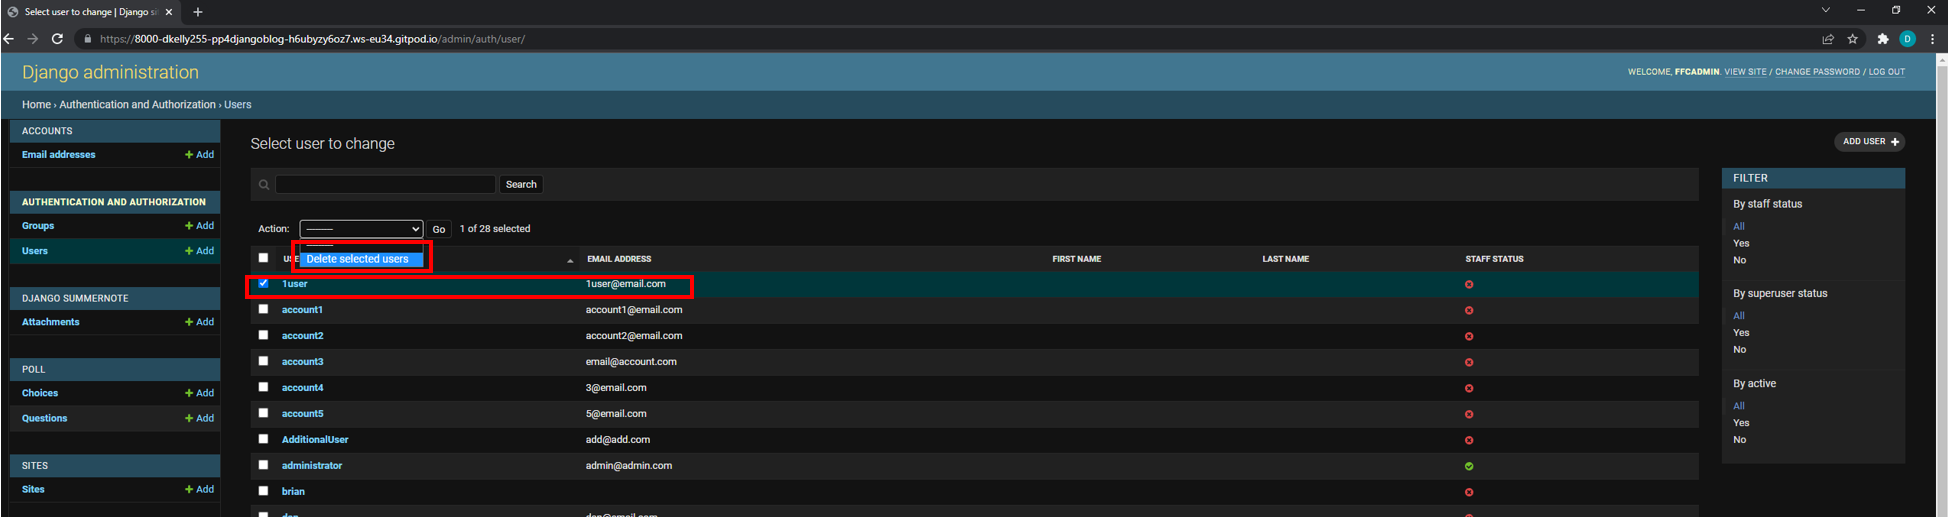 Select user to change | Django si
https://8000-dkelly255-pp4djangoblog-h6ubyzy6oz7.ws-eu34.gitpod.io/admin/auth/user/
D
Django administration
WELCOME, FFCADMIN. VIEW SITE / CHANGE PASSWORD / LOG OUT
Home › Authentication and Authorization › Users
ACCOUNTS
Email addresses + Add
AUTHENTICATION AND AUTHORIZATION
Groups + Add
Users + Add
DJANGO SUMMERNOTE
Attachments + Add
POLL
Choices + Add
Questions + Add
SITES
Sites + Add
Select user to change
ADD USER +
Search
Action: --------- Go 1 of 28 selected
---------
Delete selected users
USE EMAIL ADDRESS FIRST NAME LAST NAME STAFF STATUS
1user 1user@email.com
account1 account1@email.com
account2 account2@email.com
account3 email@account.com
account4 3@email.com
account5 5@email.com
AdditionalUser add@add.com
administrator admin@admin.com
brian
dan dan@email.com
FILTER
By staff status
All
Yes
No
By superuser status
All
Yes
No
By active
All
Yes
No